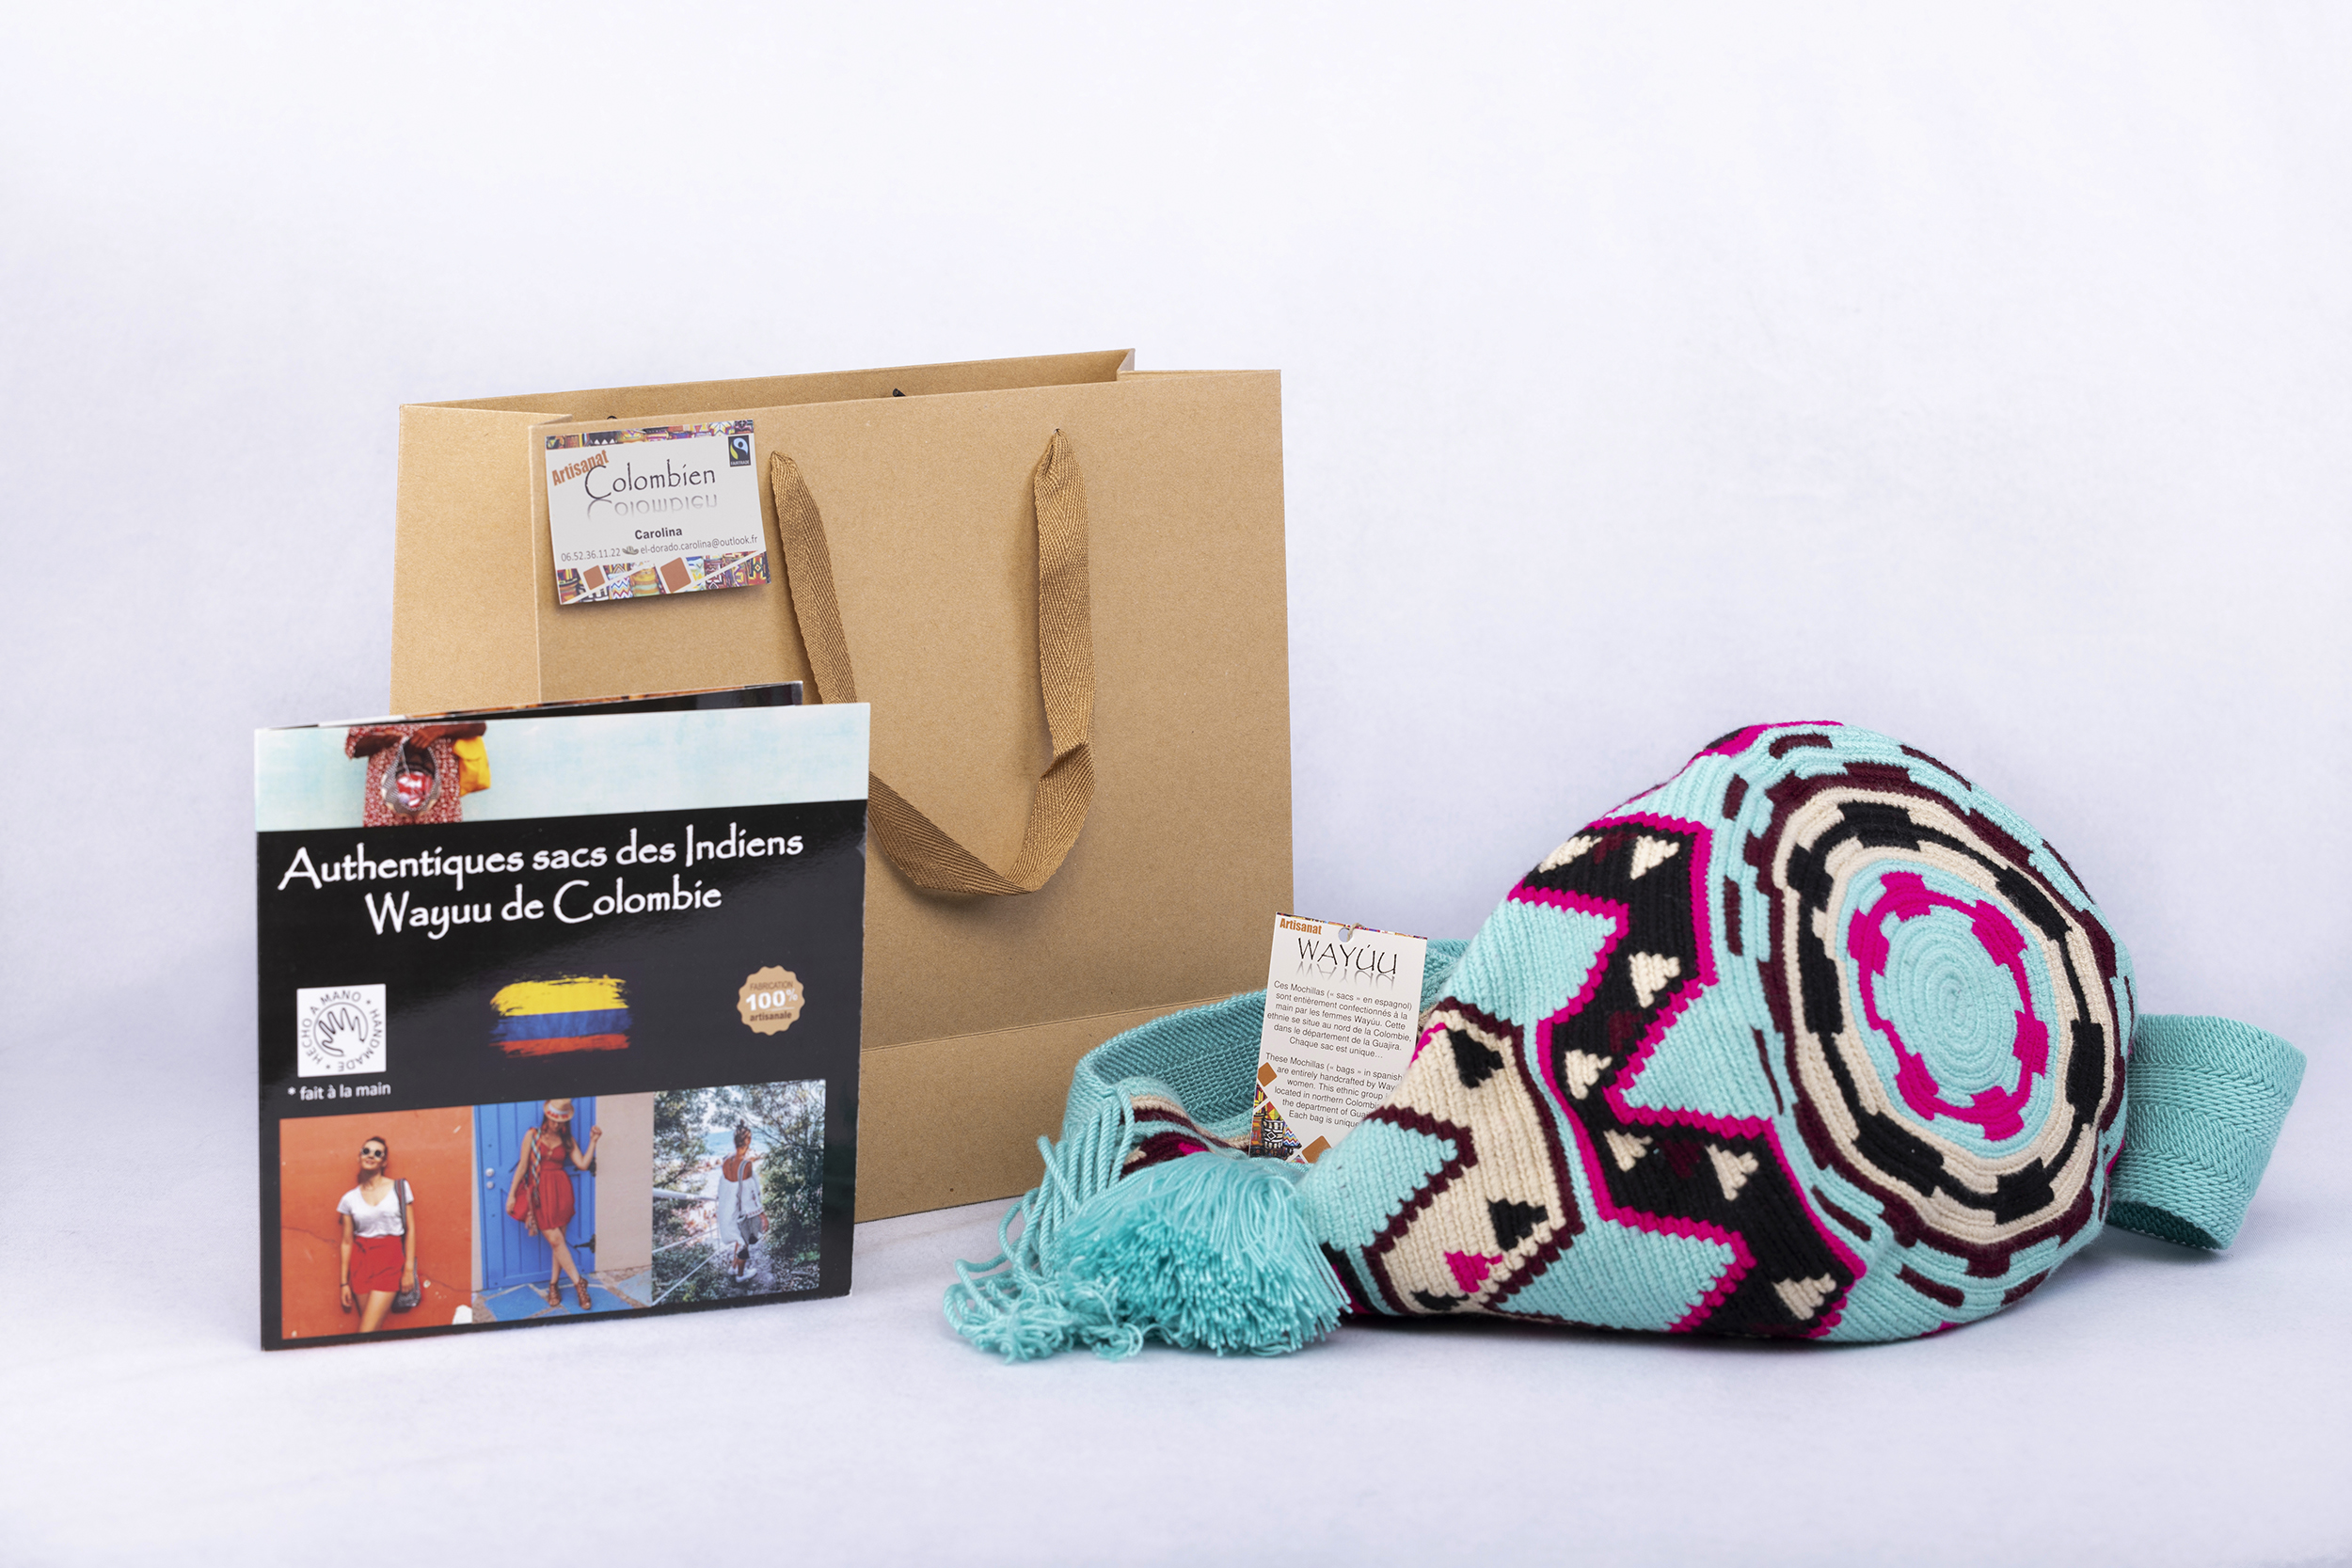 Artisanat
Colombien
Carolina
06.52.36.11.22 el-dorado.carolina@outlook.fr
FAIRTRADE
Authentiques sacs des Indiens
Wayuu de Colombie
HECHO A MANO • HANDMADE •
* fait à la main
FABRICATION
100%
artisanale
Artisanat
WAYÚU
Ces Mochillas (« sacs » en espagnol)
sont entièrement confectionnés à la
main par les femmes Wayúu. Cette
ethnie se situe au nord de la Colombie,
dans le département de la Guajira.
Chaque sac est unique...
These Mochillas (« bags » in spanish
are entirely handcrafted by
women. This ethnic group
located in northern
the department of
Each bag is unique